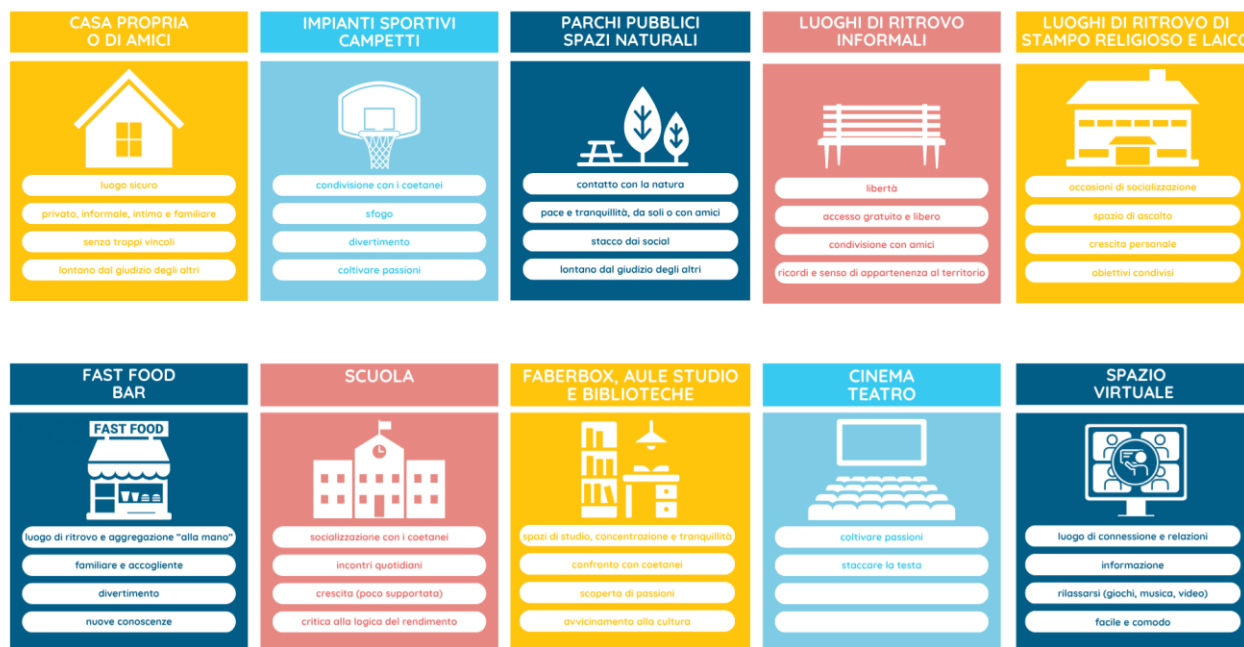 CASA PROPRIA
O DI AMICI
luogo sicuro
privato, informale, intimo e familiare
senza troppi vincoli
lontano dal giudizio degli altri
IMPIANTI SPORTIVI
CAMPETTI
condivisione con i coetanei
sfogo
divertimento
coltivare passioni
PARCHI PUBBLICI
SPAZI NATURALI
contatto con la natura
pace e tranquillità, da soli o con amici
stacco dai social
lontano dal giudizio degli altri
LUOGHI DI RITROVO
INFORMALI
libertà
accesso gratuito e libero
condivisione con amici
ricordi e senso di appartenenza al territorio
LUOGHI DI RITROVO DI
STAMPO RELIGIOSO E LAICO
occasioni di socializzazione
spazio di ascolto
crescita personale
obiettivi condivisi
FAST FOOD
BAR
FAST FOOD
luogo di ritrovo e aggregazione "alla mano"
familiare e accogliente
divertimento
nuove conoscenze
SCUOLA
socializzazione con i coetanei
incontri quotidiani
crescita (poco supportata)
critica alla logica del rendimento
FABERBOX, AULE STUDIO
E BIBLIOTECHE
spazi di studio, concentrazione e tranquillità
confronto con coetanei
scoperta di passioni
avvicinamento alla cultura
CINEMA
TEATRO
coltivare passioni
staccare la testa
SPAZIO
VIRTUALE
luogo di connessione e relazioni
informazione
rilassarsi (giochi, musica, video)
facile e comodo